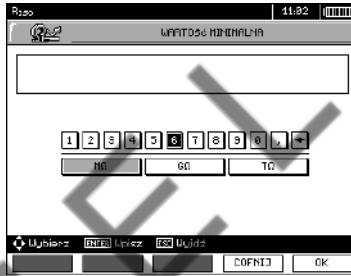 Riso 11:02
WARTOŚĆ MINIMALNA
1 2 3 4 5 6 7 8 9 0 , ←
MΩ GΩ TΩ
Wybierz ENTER Wpisz ESC Wyjdź
COFNIJ OK